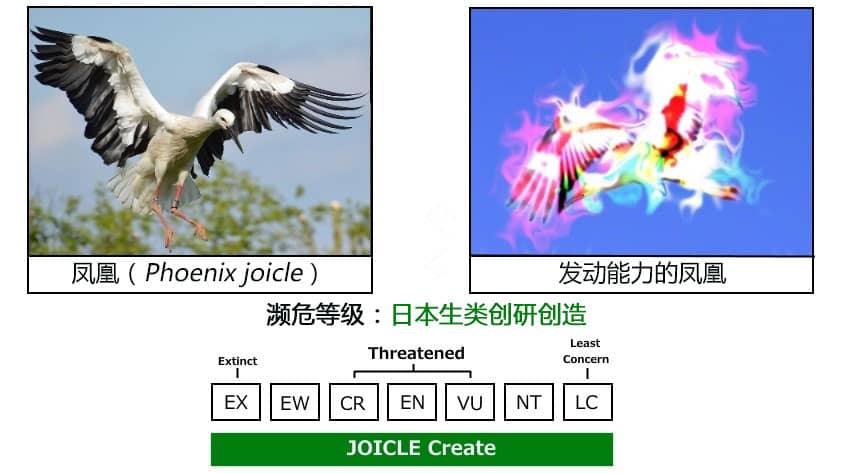 凤凰（Phoenix joicle）
发动能力的凤凰
濒危等级：日本生类创研创造
Extinct
Threatened
Least
Concern
EX EW CR EN VU NT LC
JOICLE Create